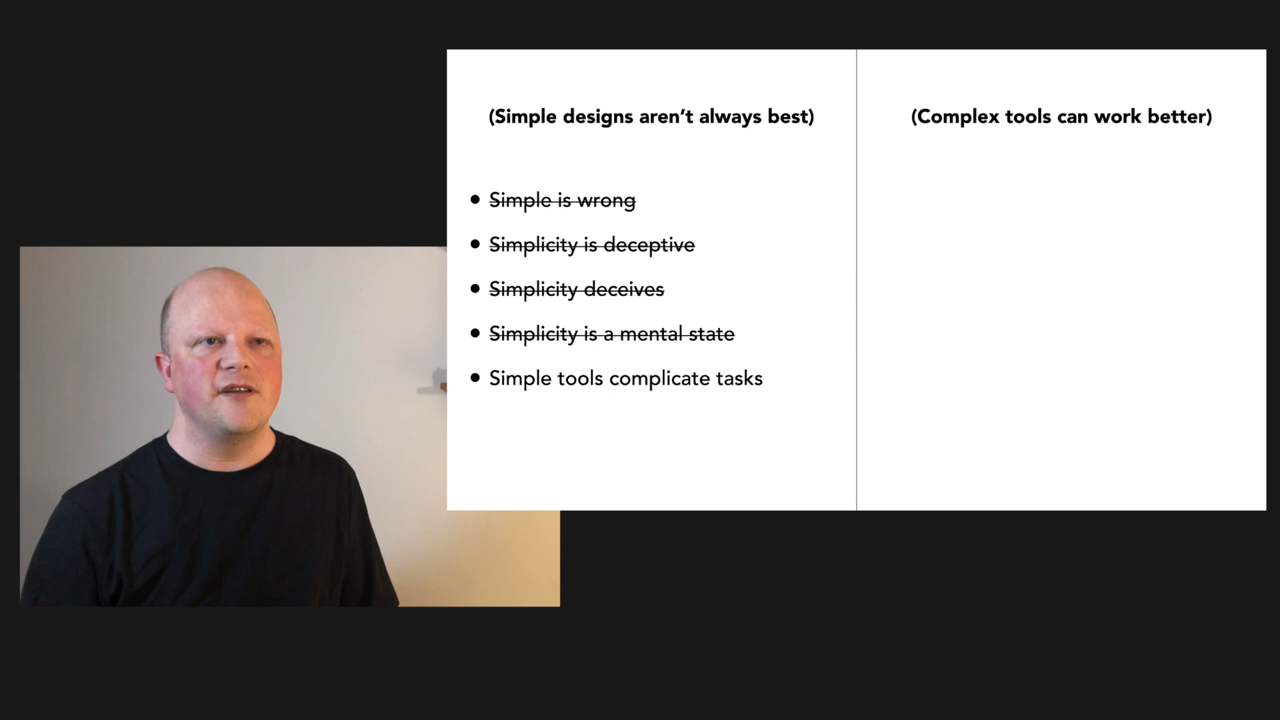 (Simple designs aren’t always best)
• Simple is wrong
• Simplicity is deceptive
• Simplicity deceives
• Simplicity is a mental state
• Simple tools complicate tasks
(Complex tools can work better)